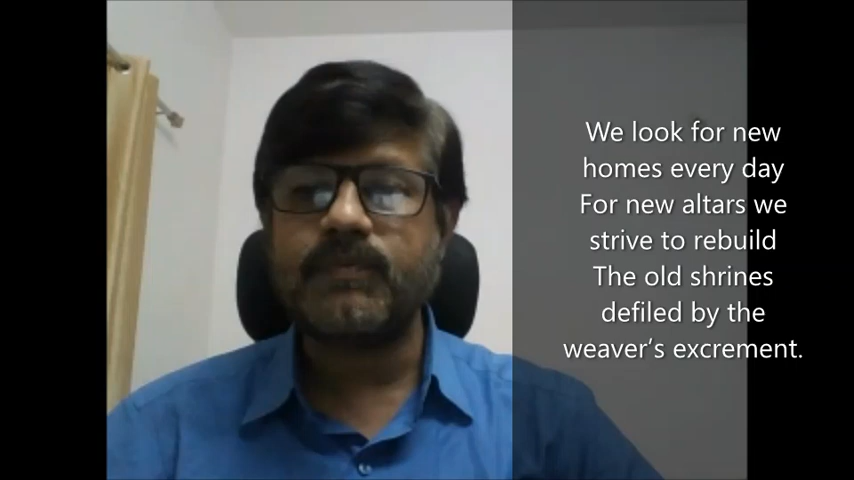 We look for new
homes every day
For new altars we
strive to rebuild
The old shrines
defiled by the
weaver's excrement.